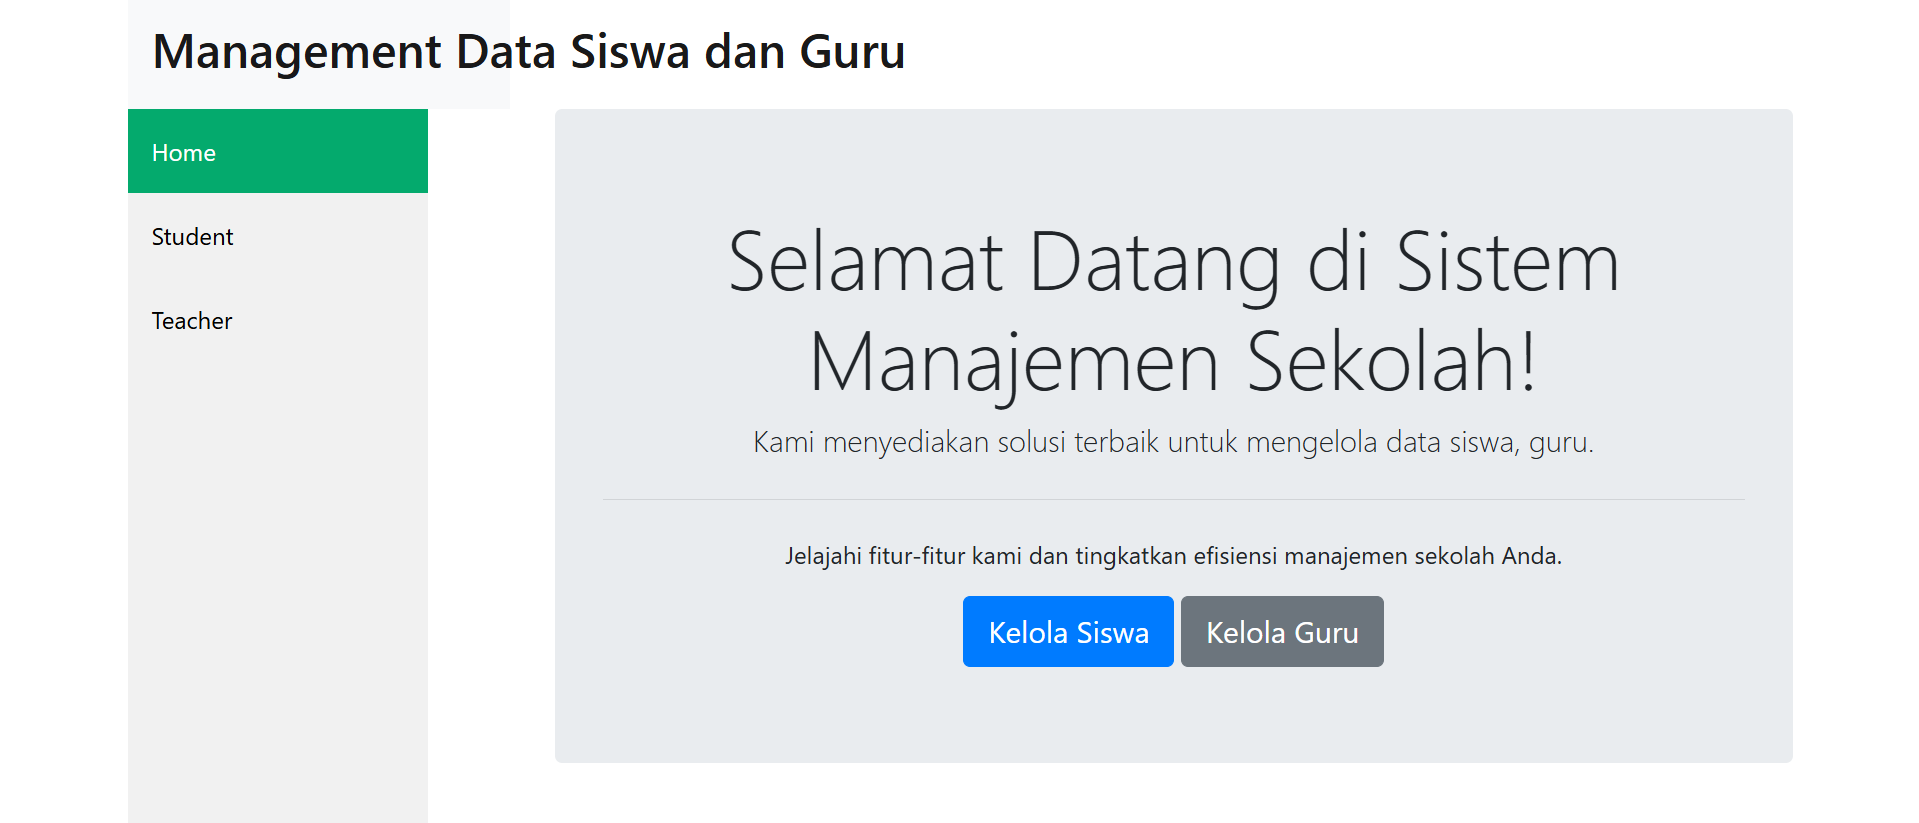 Management Data Siswa dan Guru
Home
Student
Teacher
Selamat Datang di Sistem
Manajemen Sekolah!
Kami menyediakan solusi terbaik untuk mengelola data siswa, guru.
Jelajahi fitur-fitur kami dan tingkatkan efisiensi manajemen sekolah Anda.
Kelola Siswa Kelola Guru